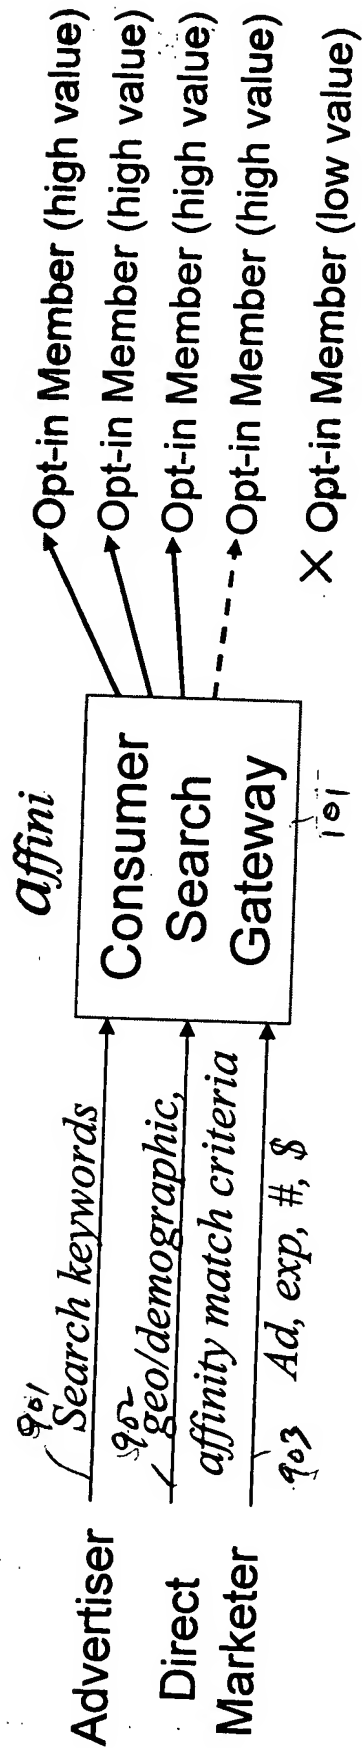 Advertiser
Direct
Marketer
901
Search keywords
902
geo/demographic,
affinity match criteria
903
Ad, exp, #, $
affini
Consumer
Search
Gateway
101
Opt-in Member (high value)
Opt-in Member (high value)
Opt-in Member (high value)
Opt-in Member (high value)
X Opt-in Member (low value)